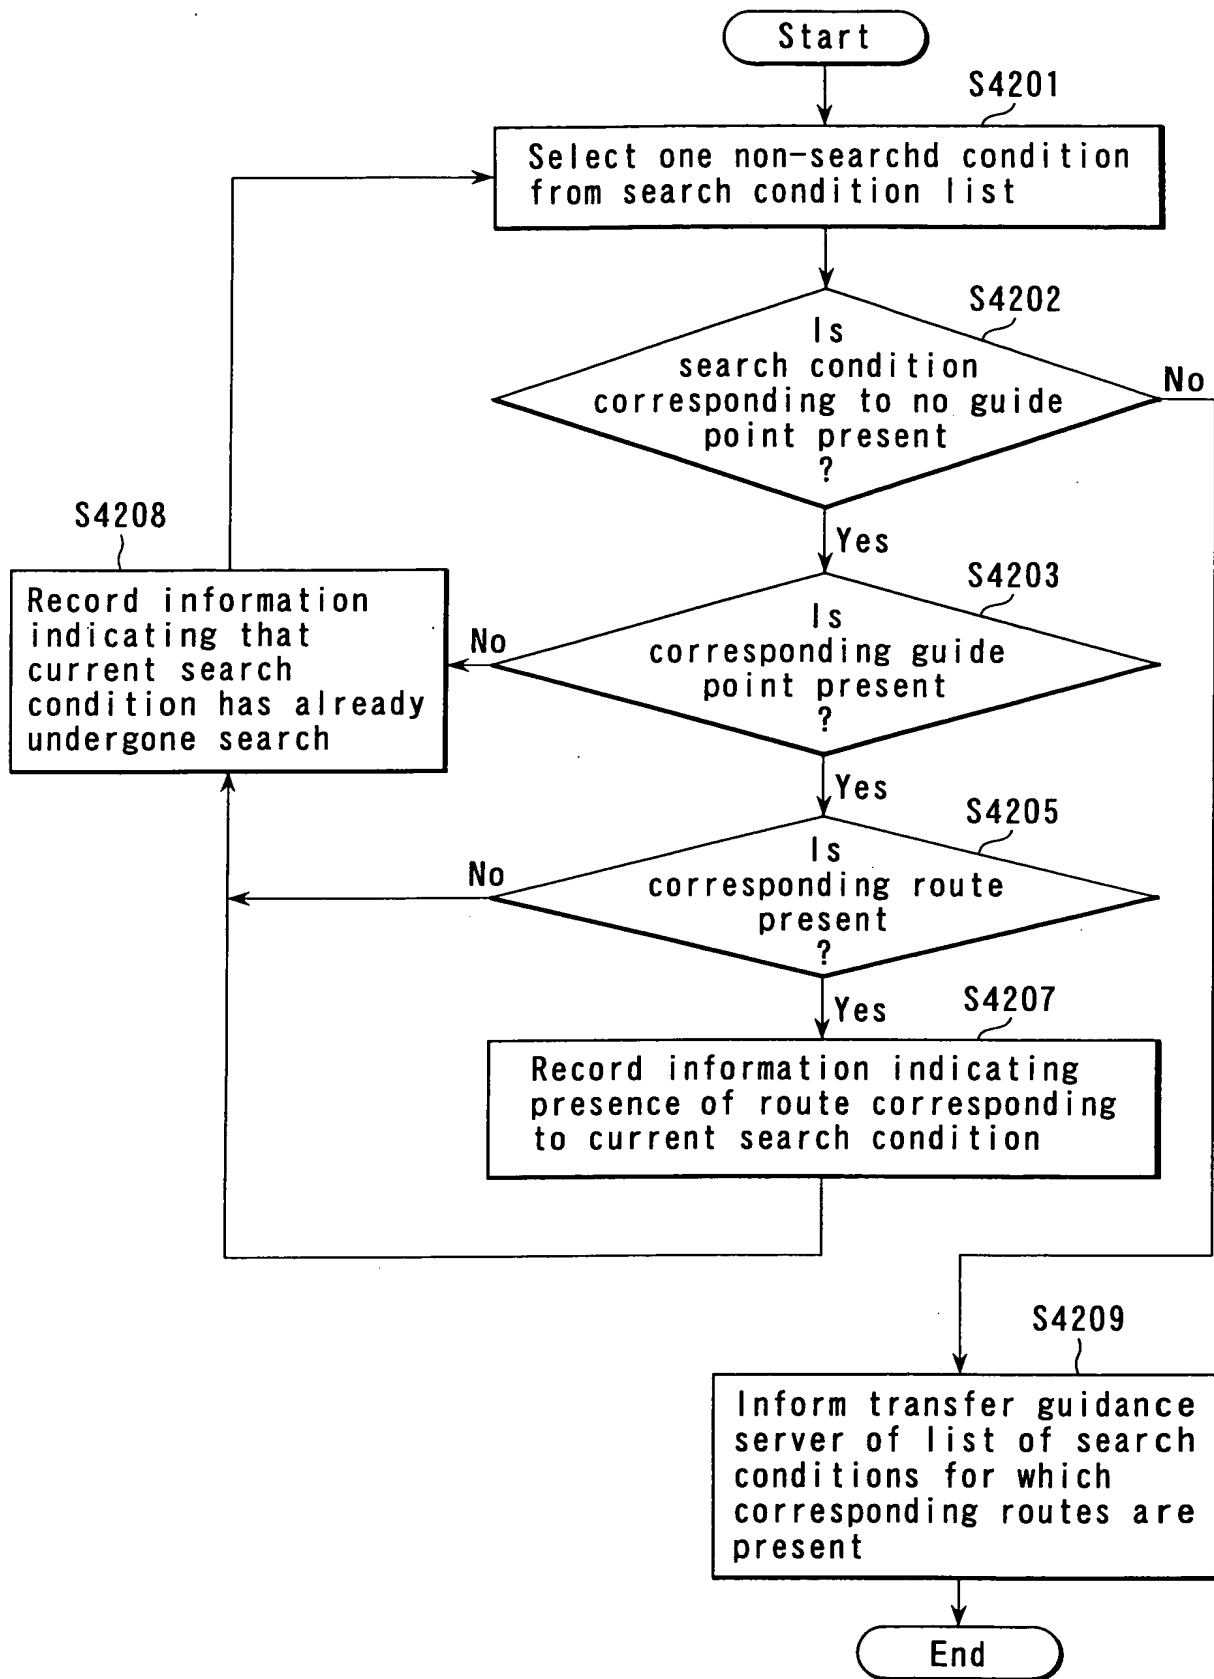 Start
S4201
Select one non-searchd condition
from search condition list
S4202
Is
search condition
corresponding to no guide
point present
?
No
Yes
S4208
Record information
indicating that
current search
condition has already
undergone search
S4203
Is
corresponding guide
point present
?
No
Yes
S4205
Is
corresponding route
present
?
No
Yes
S4207
Record information indicating
presence of route corresponding
to current search condition
S4209
Inform transfer guidance
server of list of search
conditions for which
corresponding routes are
present
End